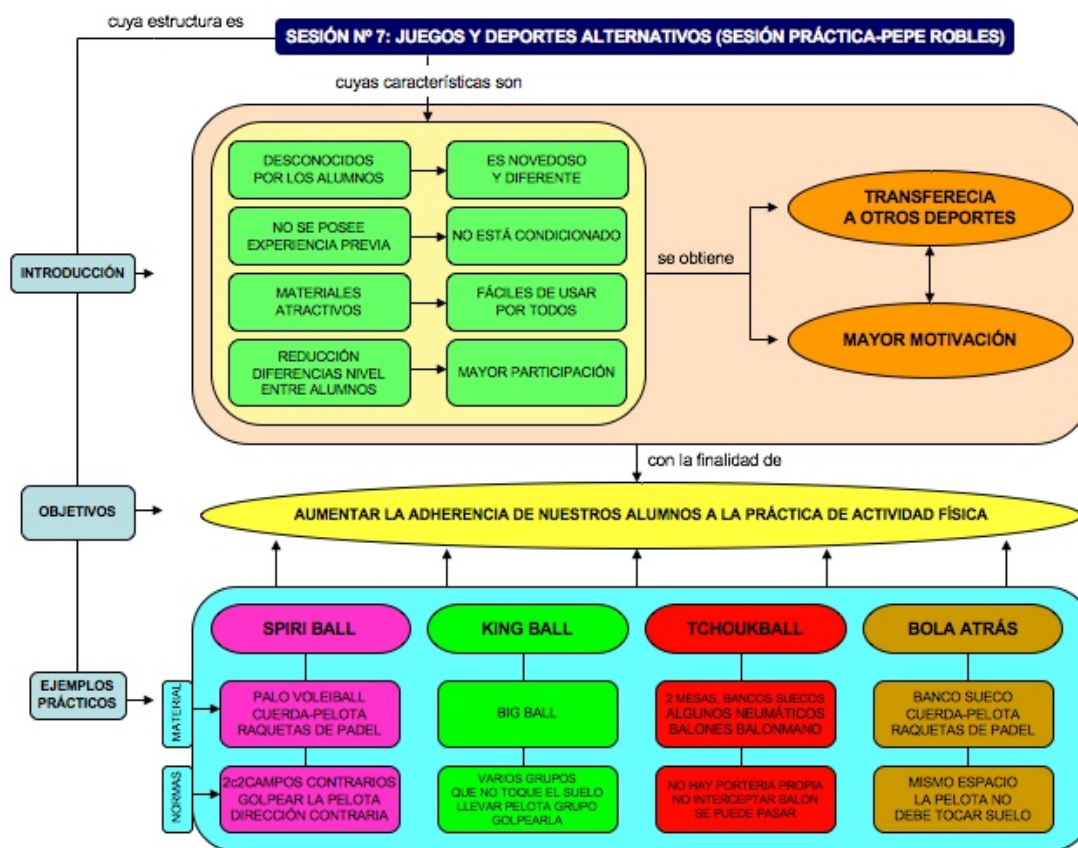 cuya estructura es
SESIÓN Nº 7: JUEGOS Y DEPORTES ALTERNATIVOS (SESIÓN PRÁCTICA-PEPE ROBLES)
cuyas características son
INTRODUCCIÓN
DESCONOCIDOS
POR LOS ALUMNOS
ES NOVEDOSO
Y DIFERENTE
NO SE POSEE
EXPERIENCIA PREVIA
NO ESTÁ CONDICIONADO
MATERIALES
ATRACTIVOS
FÁCILES DE USAR
POR TODOS
REDUCCIÓN
DIFERENCIAS NIVEL
ENTRE ALUMNOS
MAYOR PARTICIPACIÓN
se obtiene
TRANSFERECIA
A OTROS DEPORTES
MAYOR MOTIVACIÓN
con la finalidad de
OBJETIVOS
AUMENTAR LA ADHERENCIA DE NUESTROS ALUMNOS A LA PRÁCTICA DE ACTIVIDAD FÍSICA
EJEMPLOS
PRÁCTICOS
SPIRI BALL
KING BALL
TCHOUKBALL
BOLA ATRÁS
MATERIAL
PALO VOLEIBALL
CUERDA-PELOTA
RAQUETAS DE PADEL
BIG BALL
2 MESAS, BANCOS SUECOS
ALGUNOS NEUMÁTICOS
BALONES BALONMANO
BANCO SUECO
CUERDA-PELOTA
RAQUETAS DE PADEL
NORMAS
2c2CAMPOS CONTRARIOS
GOLPEAR LA PELOTA
DIRECCIÓN CONTRARIA
VARIOS GRUPOS
QUE NO TOQUE EL SUELO
LLEVAR PELOTA GRUPO
GOLPEARLA
NO HAY PORTERIA PROPIA
NO INTERCEPTAR BALON
SE PUEDE PASAR
MISMO ESPACIO
LA PELOTA NO
DEBE TOCAR SUELO